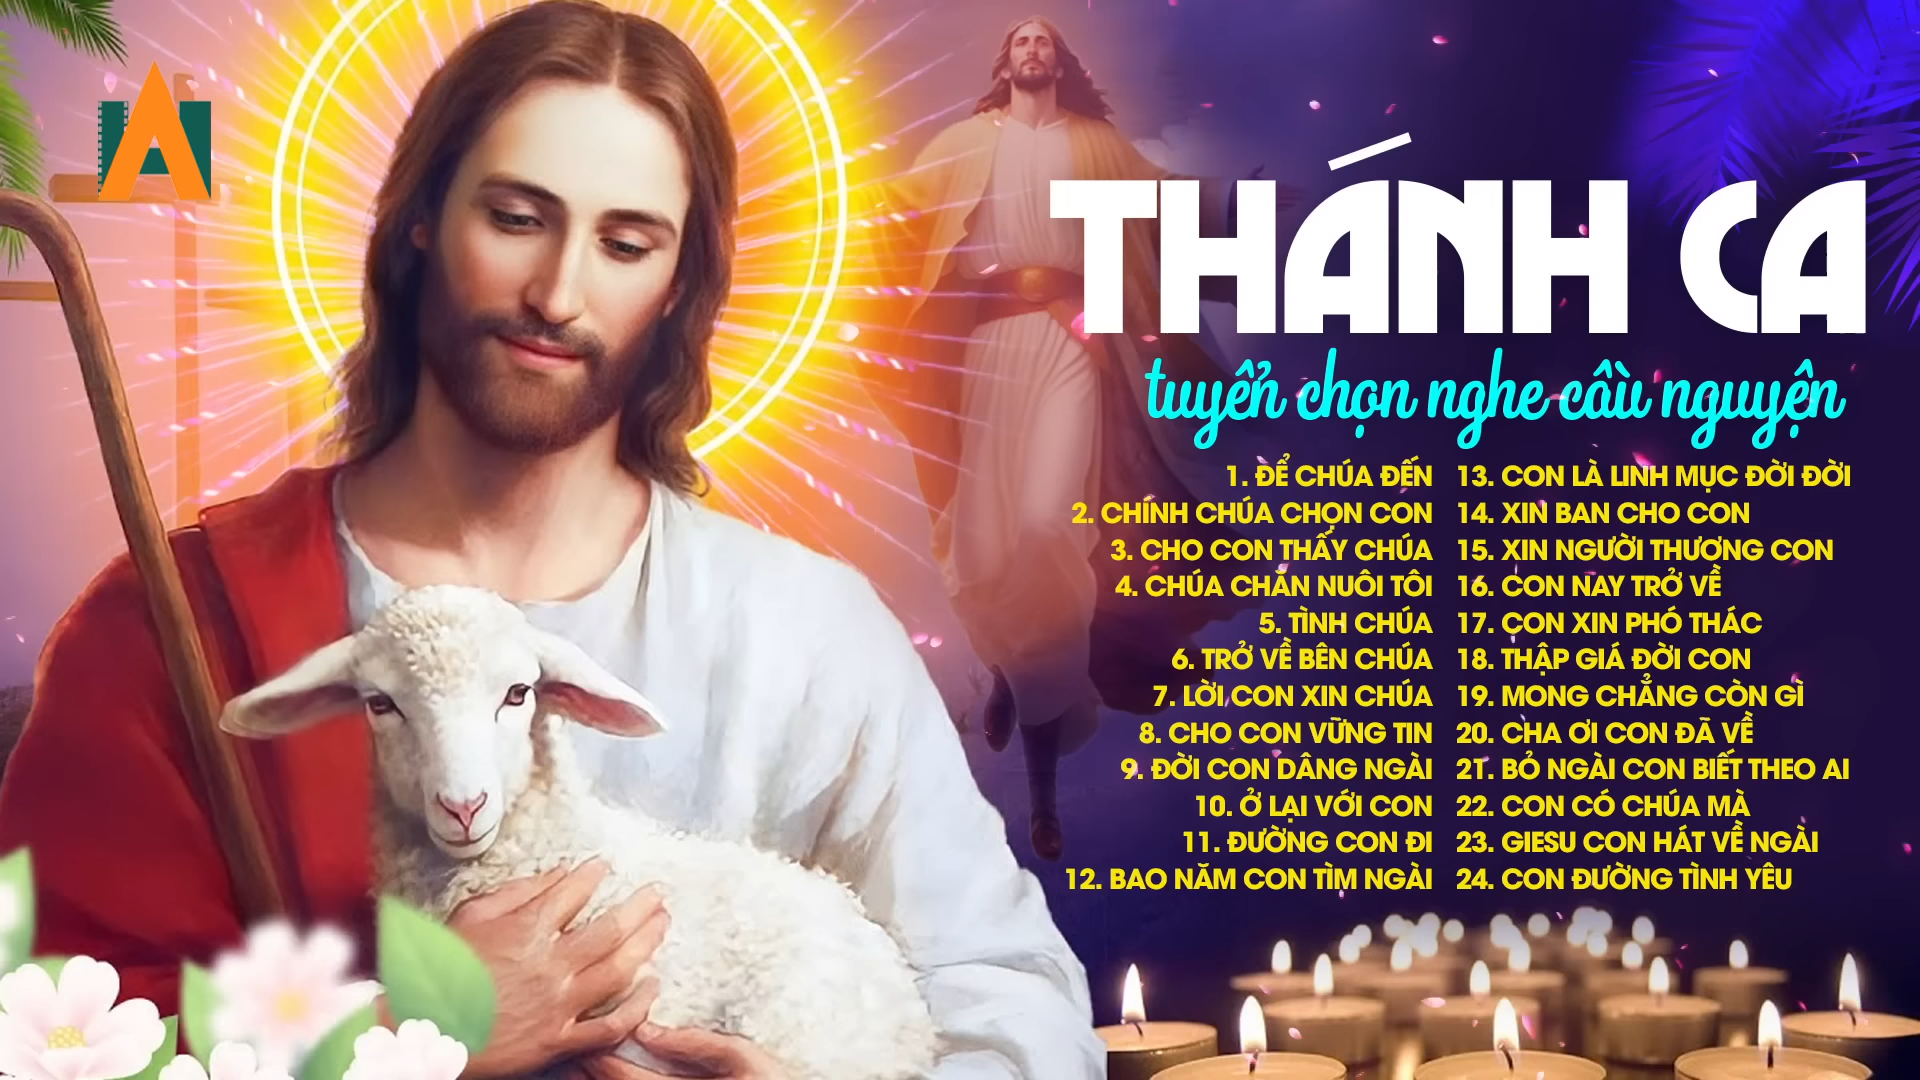 THÁNH CA
tuyển chọn nghe cầu nguyện
1. ĐỂ CHÚA ĐẾN
2. CHÍNH CHÚA CHỌN CON
3. CHO CON THẤY CHÚA
4. CHÚA CHĂN NUÔI TÔI
5. TÌNH CHÚA
6. TRỞ VỀ BÊN CHÚA
7. LỜI CON XIN CHÚA
8. CHO CON VỮNG TIN
9. ĐỜI CON DÂNG NGÀI
10. Ở LẠI VỚI CON
11. ĐƯỜNG CON ĐI
12. BAO NĂM CON TÌM NGÀI
13. CON LÀ LINH MỤC ĐỜI ĐỜI
14. XIN BAN CHO CON
15. XIN NGƯỜI THƯƠNG CON
16. CON NAY TRỞ VỀ
17. CON XIN PHÓ THÁC
18. THẬP GIÁ ĐỜI CON
19. MONG CHẲNG CÒN GÌ
20. CHA ƠI CON ĐÃ VỀ
21. BỎ NGÀI CON BIẾT THEO AI
22. CON CÓ CHÚA MÀ
23. GIESU CON HÁT VỀ NGÀI
24. CON ĐƯỜNG TÌNH YÊU